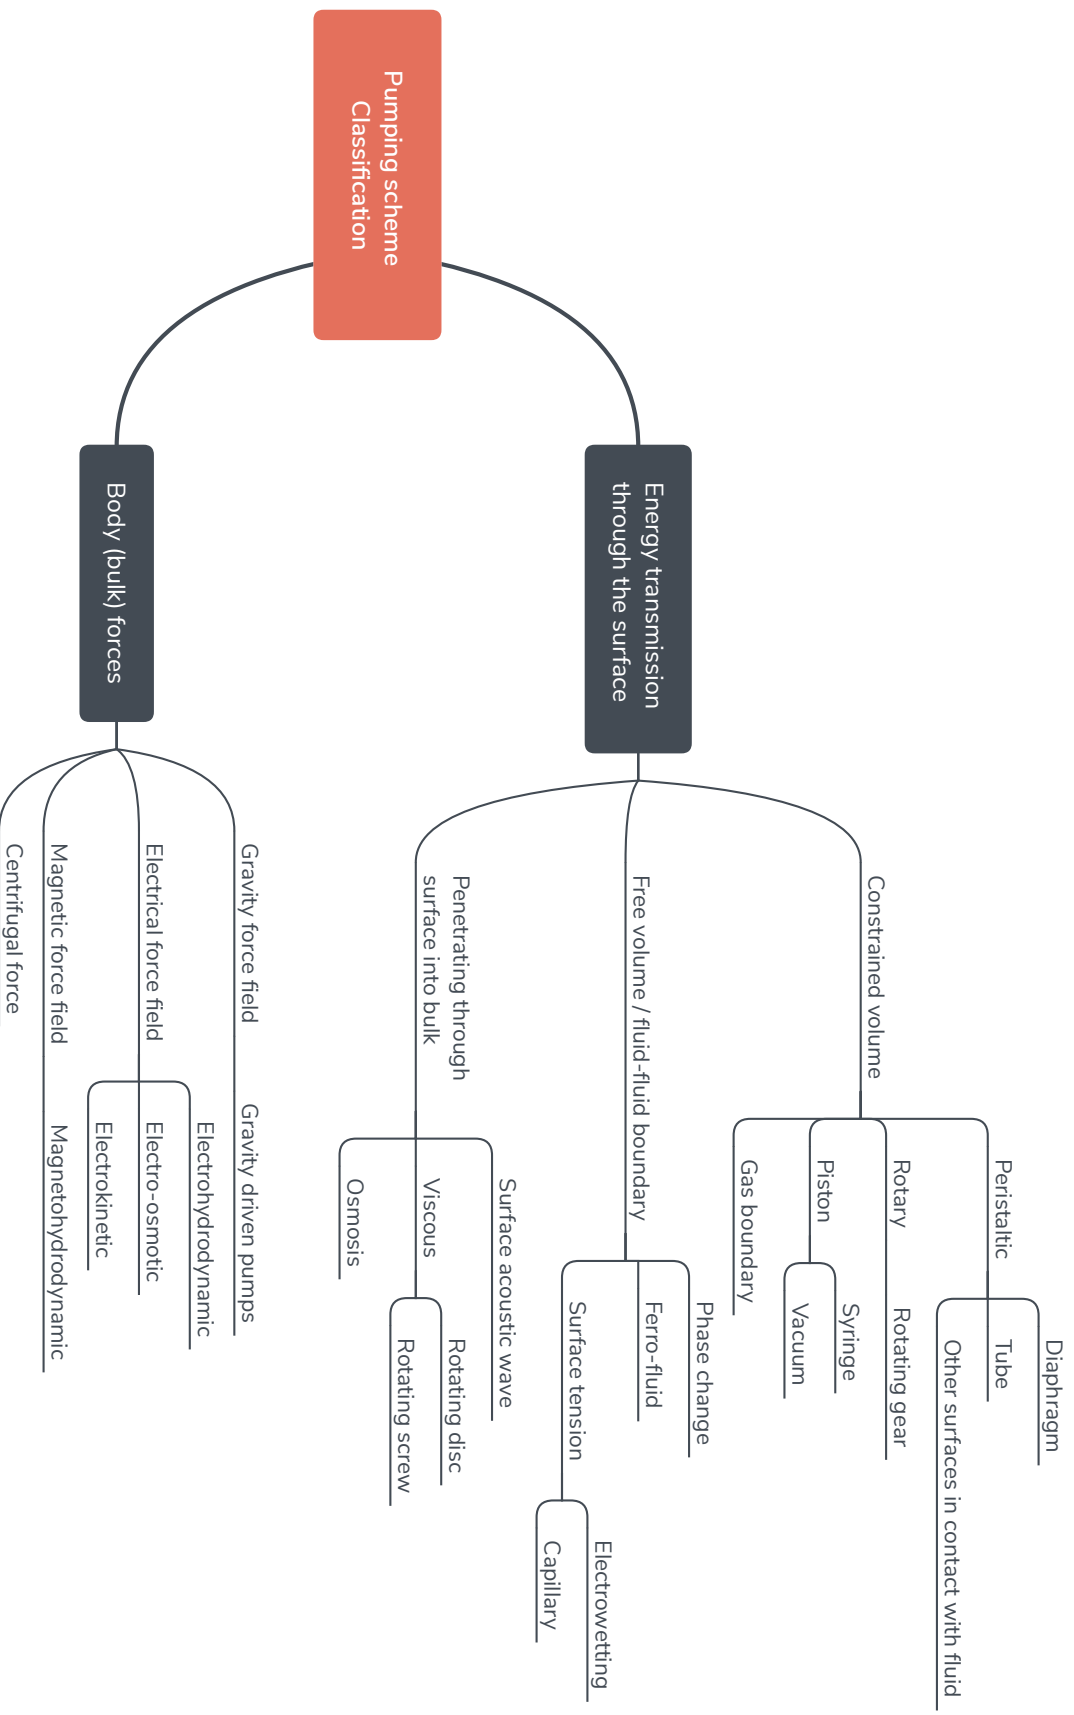 Pumping scheme
Classification
Energy transmission
through the surface
Constrained volume
Peristaltic
Diaphragm
Tube
Other surfaces in contact with fluid
Rotary
Rotating gear
Piston
Syringe
Vacuum
Gas boundary
Free volume / fluid-fluid boundary
Phase change
Ferro-fluid
Surface tension
Electrowetting
Capillary
Penetrating through
surface into bulk
Surface acoustic wave
Viscous
Rotating disc
Rotating screw
Osmosis
Body (bulk) forces
Gravity force field
Gravity driven pumps
Electrical force field
Electrohydrodynamic
Electro-osmotic
Electrokinetic
Magnetic force field
Magnetohydrodynamic
Centrifugal force